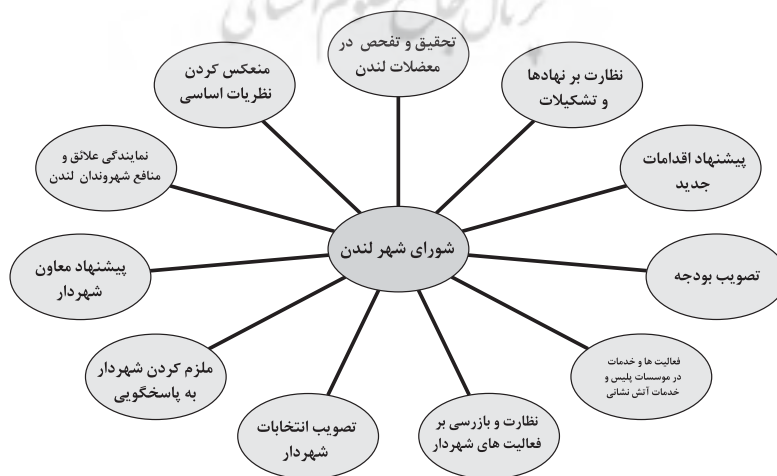 تحقیق و تفحص در
معضلات لندن
نظارت بر نهادها
و تشکیلات
پیشنهاد اقدامات
جدید
تصویب بودجه
فعالیت ها و خدمات
در موسسات پلیس و
خدمات آتش نشانی
نظارت و بازرسی بر
فعالیت های شهردار
تصویب انتخابات
شهردار
ملزم کردن شهردار
به پاسخگویی
پیشنهاد معاون
شهردار
نمایندگی علائق و
منافع شهروندان لندن
منعکس کردن
نظریات اساسی
شورای شهر لندن